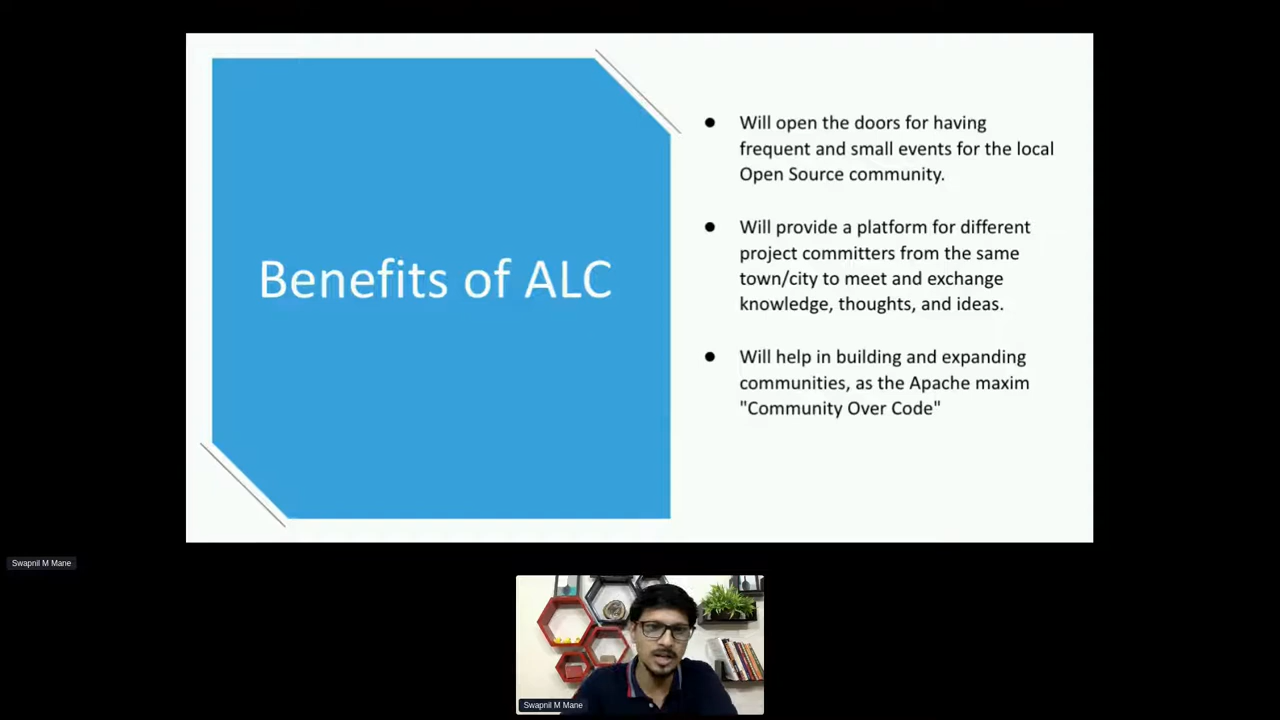 Benefits of ALC
● Will open the doors for having
frequent and small events for the local
Open Source community.
● Will provide a platform for different
project committers from the same
town/city to meet and exchange
knowledge, thoughts, and ideas.
● Will help in building and expanding
communities, as the Apache maxim
"Community Over Code"
Swapnil M Mane
Swapnil M Mane